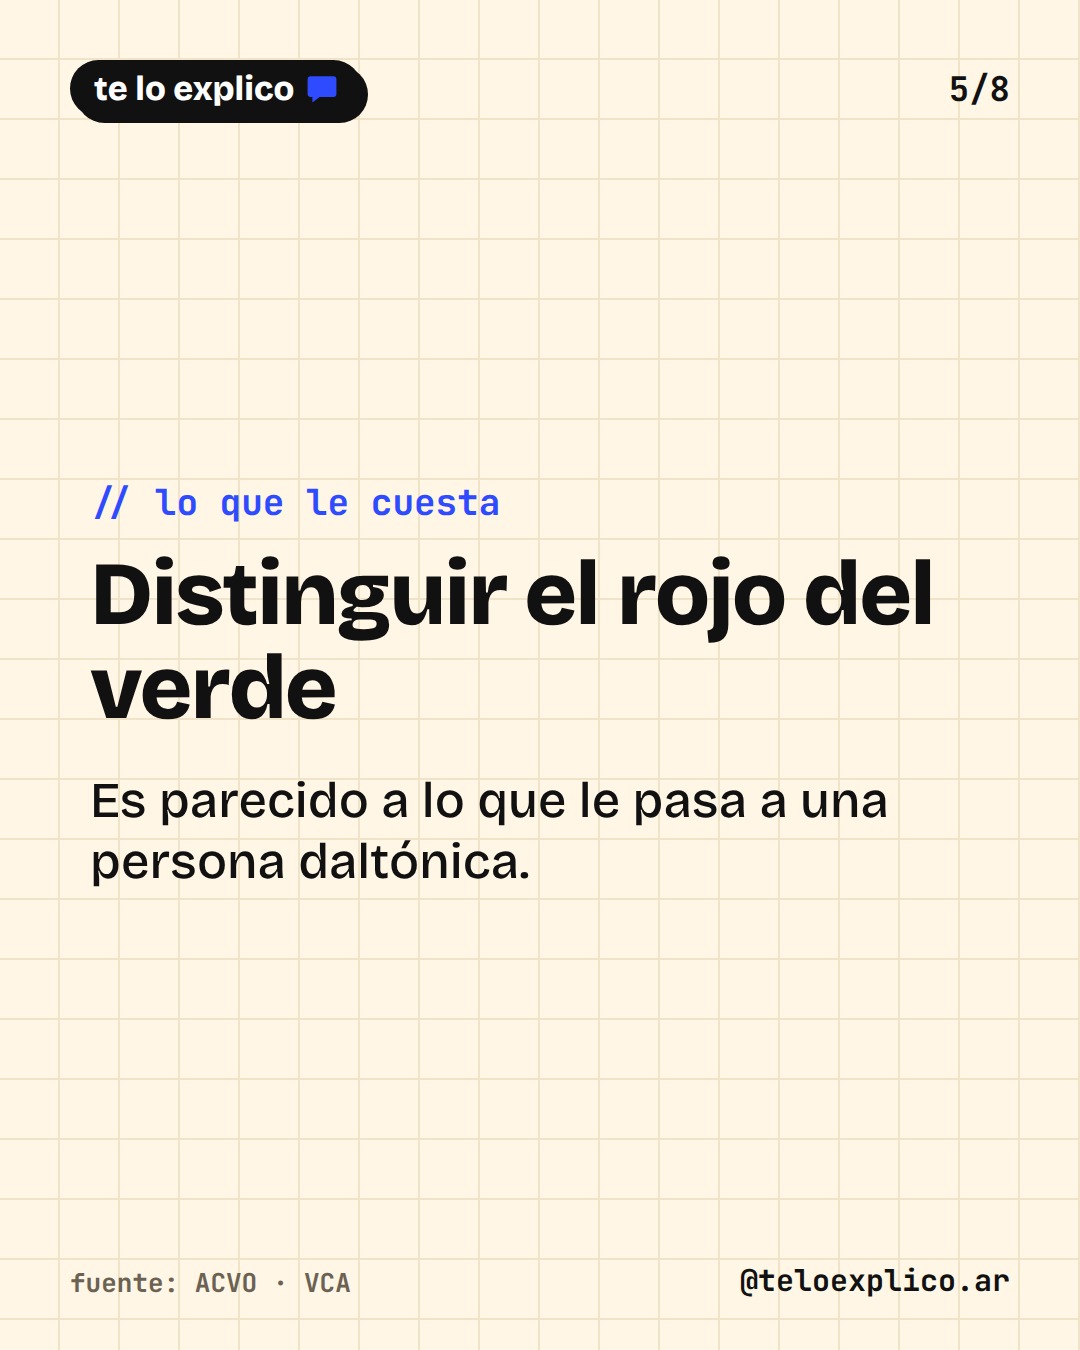 te lo explico
5/8
// lo que le cuesta
Distinguir el rojo del
verde
Es parecido a lo que le pasa a una
persona daltónica.
fuente: ACVO · VCA
@teloexplico.ar